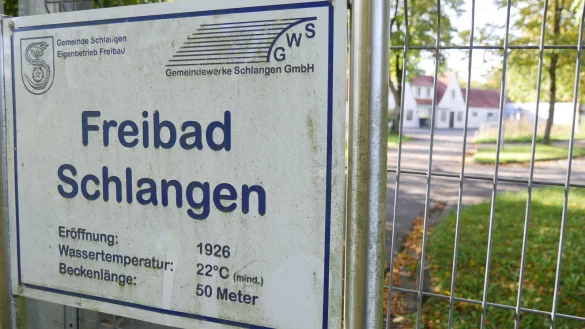 Gemeinde Schlangen
Eigenbetrieb Freibad
GWS
Gemeindewerke Schlangen GmbH
Freibad
Schlangen
Eröffnung: 1926
Wassertemperatur: 22°C (mind.)
Beckenlänge: 50 Meter